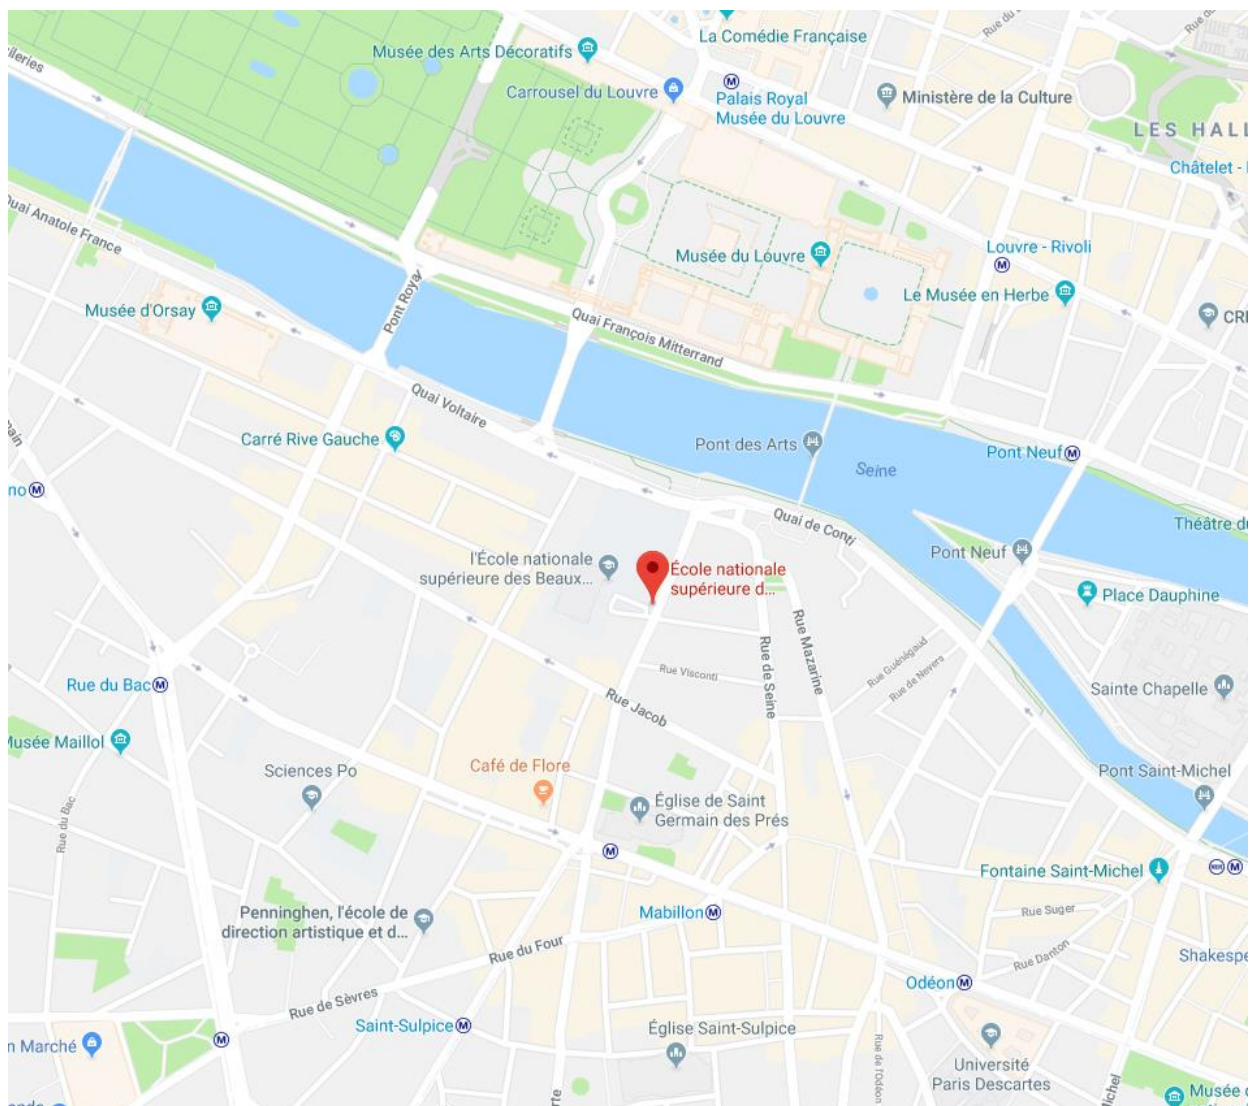 La Comédie Française
Rue du
Musée des Arts Décoratifs
Carrousel du Louvre
Palais Royal
Musée du Louvre
Ministère de la Culture
LES HALL
Châtelet -
uileries
Quai Anatole France
Musée du Louvre
Louvre - Rivoli
Le Musée en Herbe
Musée d'Orsay
Pont Royal
Quai François Mitterrand
Quai Voltaire
Carré Rive Gauche
Pont des Arts
Seine
Pont Neuf
M
no
Quai de Conti
Théâtre du
Pont Neuf
l'École nationale
supérieure des Beaux...
École nationale
supérieure d...
Place Dauphine
Rue Mazarine
Rue de Seine
Rue Guénégaud
Rue de Nevers
Rue Visconti
Rue Jacob
Rue du Bac
Sainte Chapelle
Musée Maillol
Sciences Po
Café de Flore
Pont Saint-Michel
Rue du Bac
Église de Saint
Germain des Prés
Fontaine Saint-Michel
Penninghen, l'école de
direction artistique et d...
Mabillon
Rue Suger
Rue du Four
Rue Danton
Shakespe
Odéon
Rue de Sèvres
Saint-Sulpice
Église Saint-Sulpice
Rue de l'Odéon
n Marché
Université
Paris Descartes
Michel
Musée